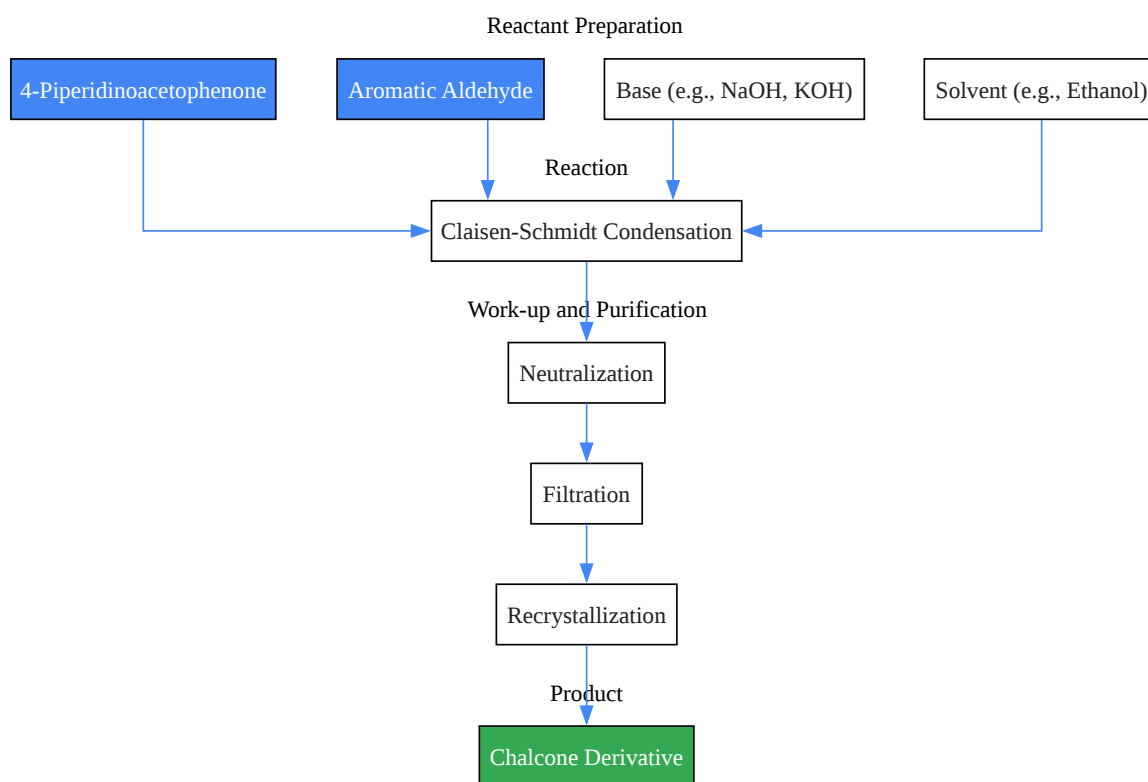 Reactant Preparation
4-Piperidinoacetophenone
Aromatic Aldehyde
Base (e.g., NaOH, KOH)
Solvent (e.g., Ethanol)
Reaction
Claisen-Schmidt Condensation
Work-up and Purification
Neutralization
Filtration
Recrystallization
Product
Chalcone Derivative